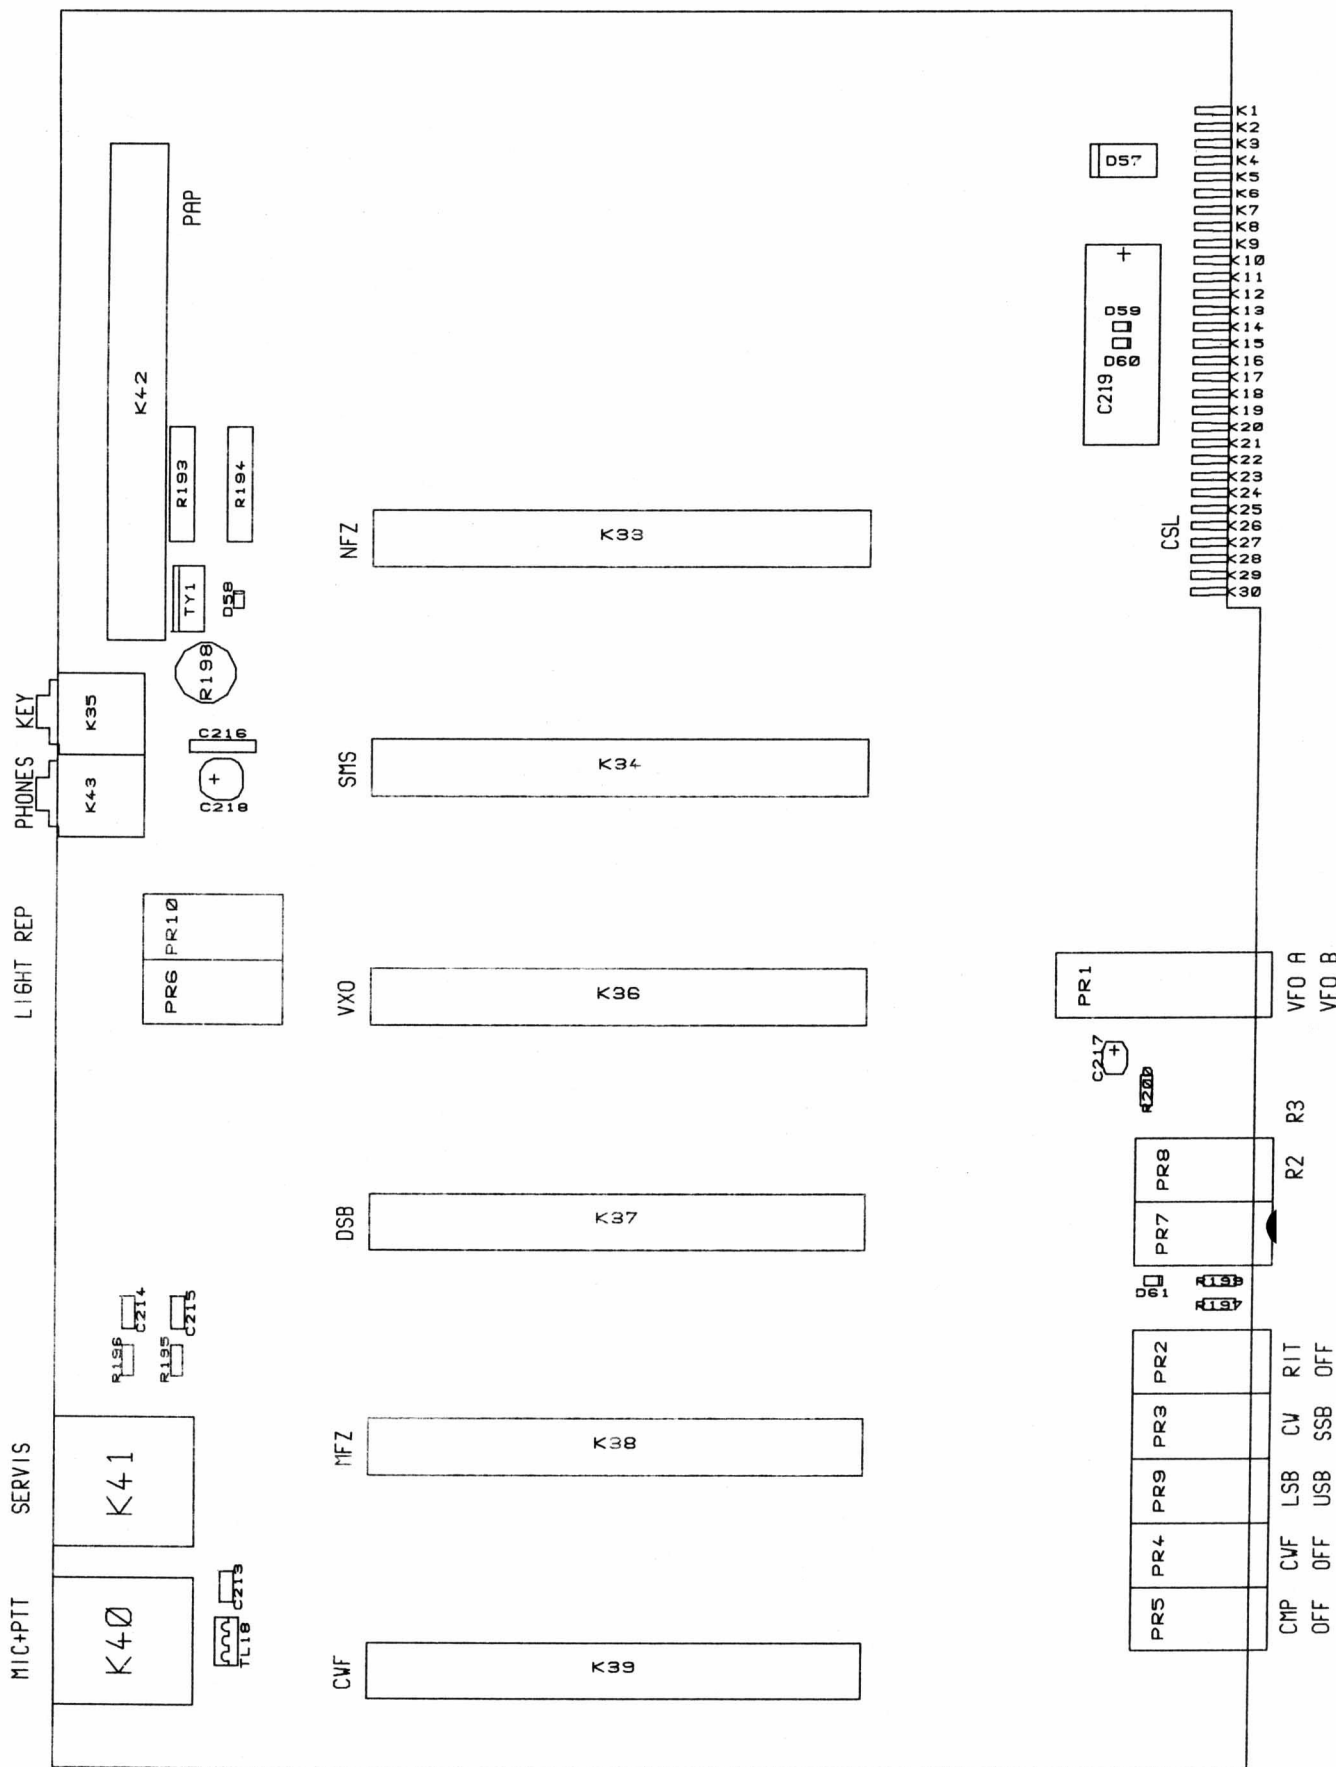 K1
K2
K3
K4
K5
K6
K7
K8
K9
K10
K11
K12
K13
K14
K15
K16
K17
K18
K19
K20
K21
K22
K23
K24
K25
K26
K27
K28
K29
K30
CSL
D57
+
D59
D60
C219
PAP
K42
R193
R194
TY1
D58
R198
KEY
K35
PHONES
K43
C216
+
C218
NFZ
K33
SMS
K34
LIGHT REP
PR10
PR6
VXO
K36
PR1
VFO A
VFO B
C217
+
R200
R3
R2
PR8
PR7
DSB
K37
D61
R197
C214
C215
R196
R195
PR2
RIT
OFF
SERVIS
K41
MFZ
K38
PR3
CW
SSB
PR9
LSB
USB
PR4
CWF
OFF
PR5
CMP
OFF
MIC+PTT
K40
C213
TL18
CWF
K39